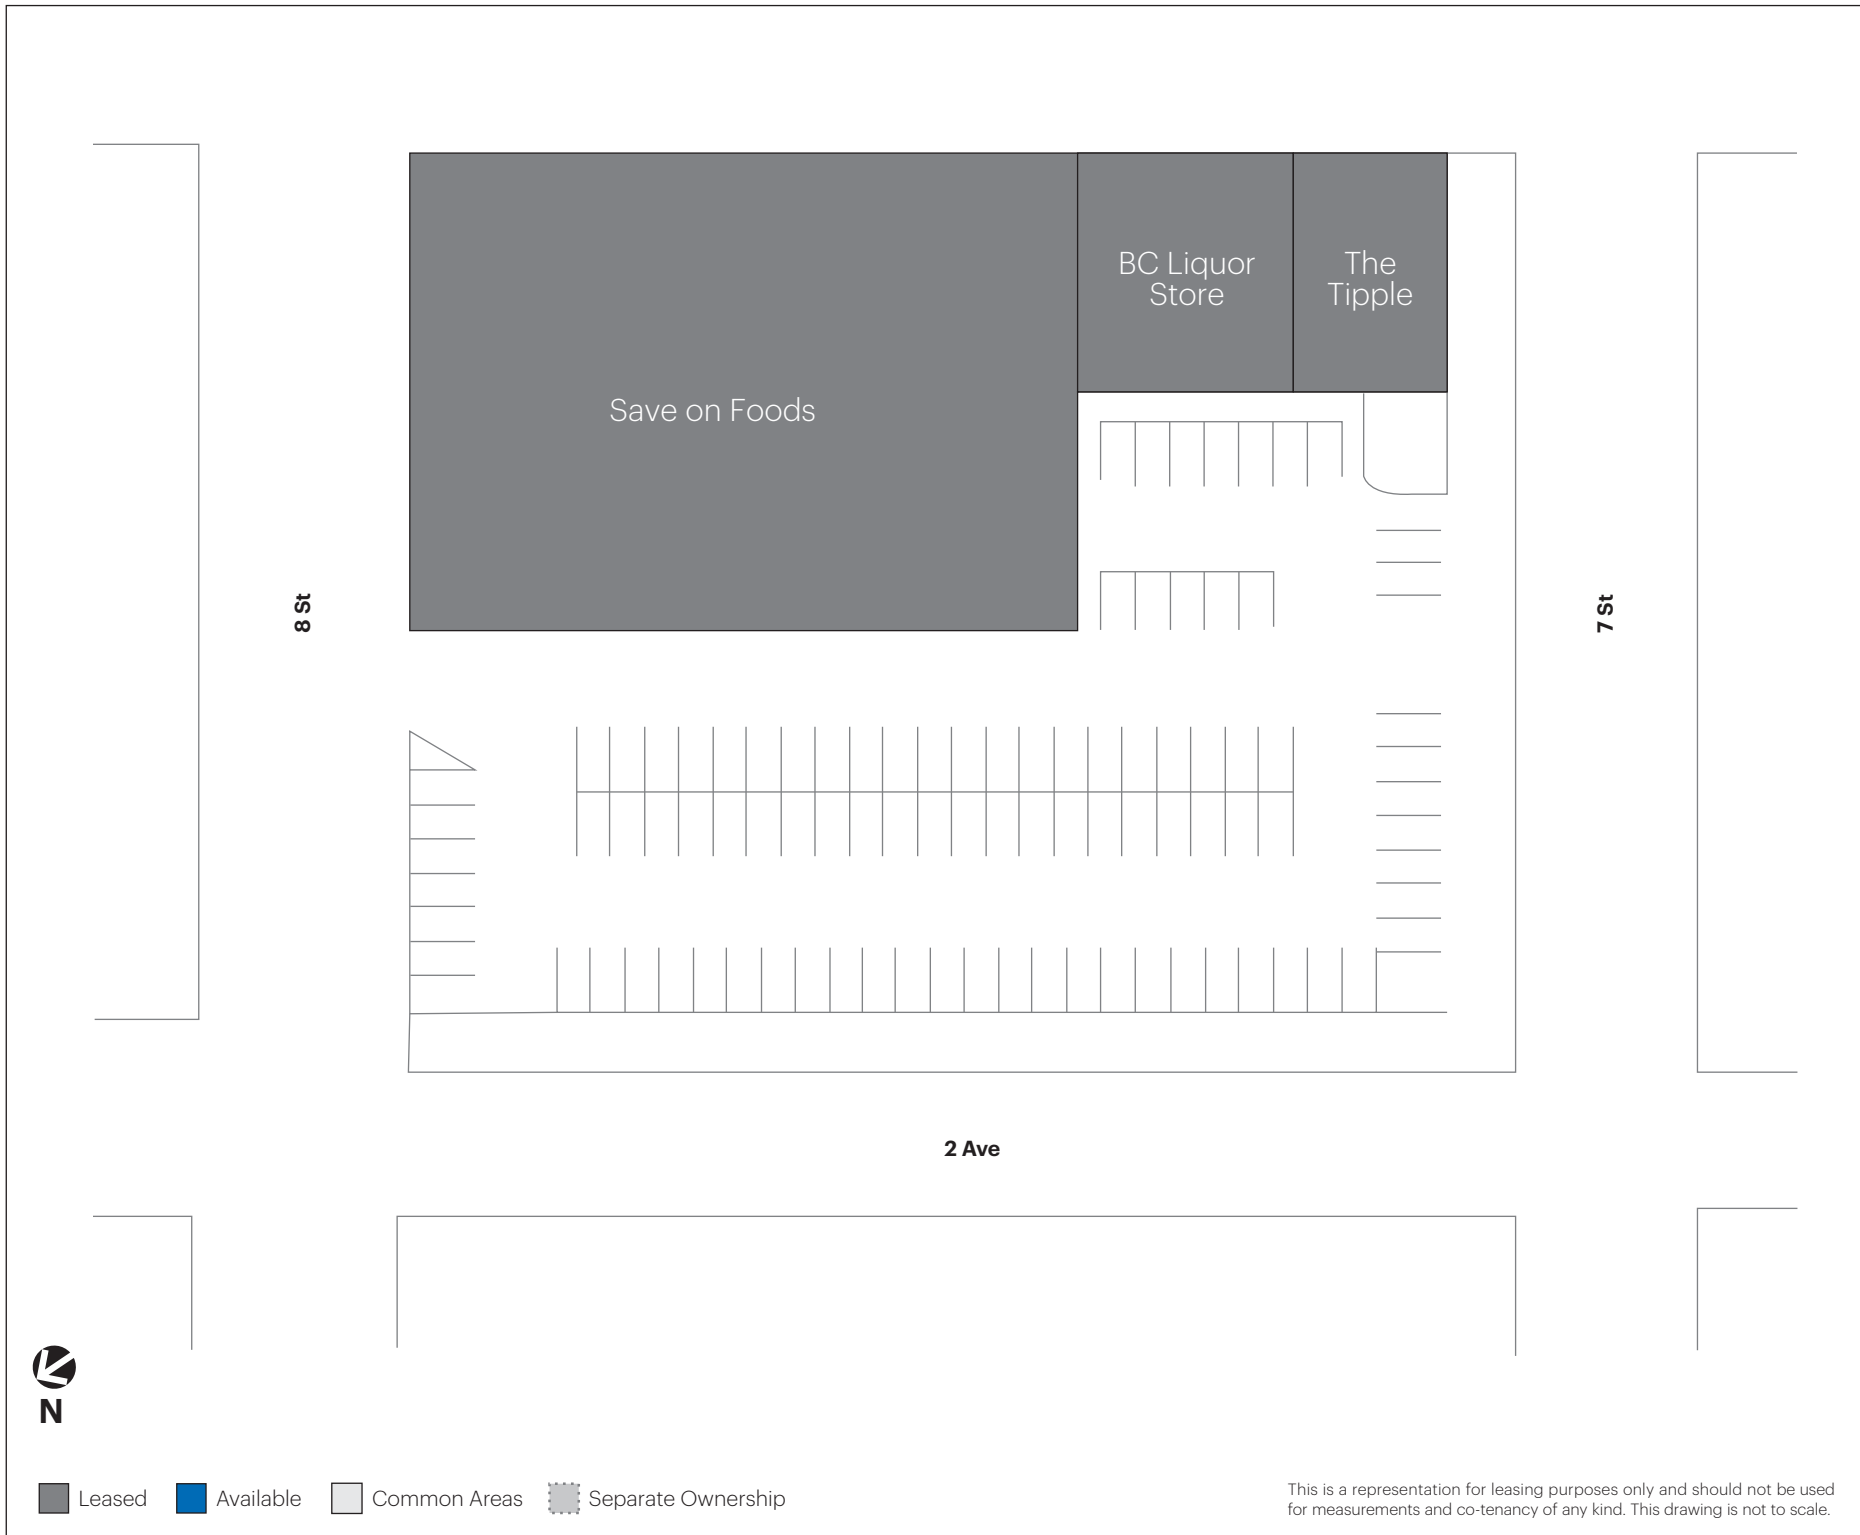 BC Liquor
Store
The
Tipple
Save on Foods
8 St
7 St
2 Ave
N
Leased
Available
Common Areas
Separate Ownership
This is a representation for leasing purposes only and should not be used
for measurements and co-tenancy of any kind. This drawing is not to scale.